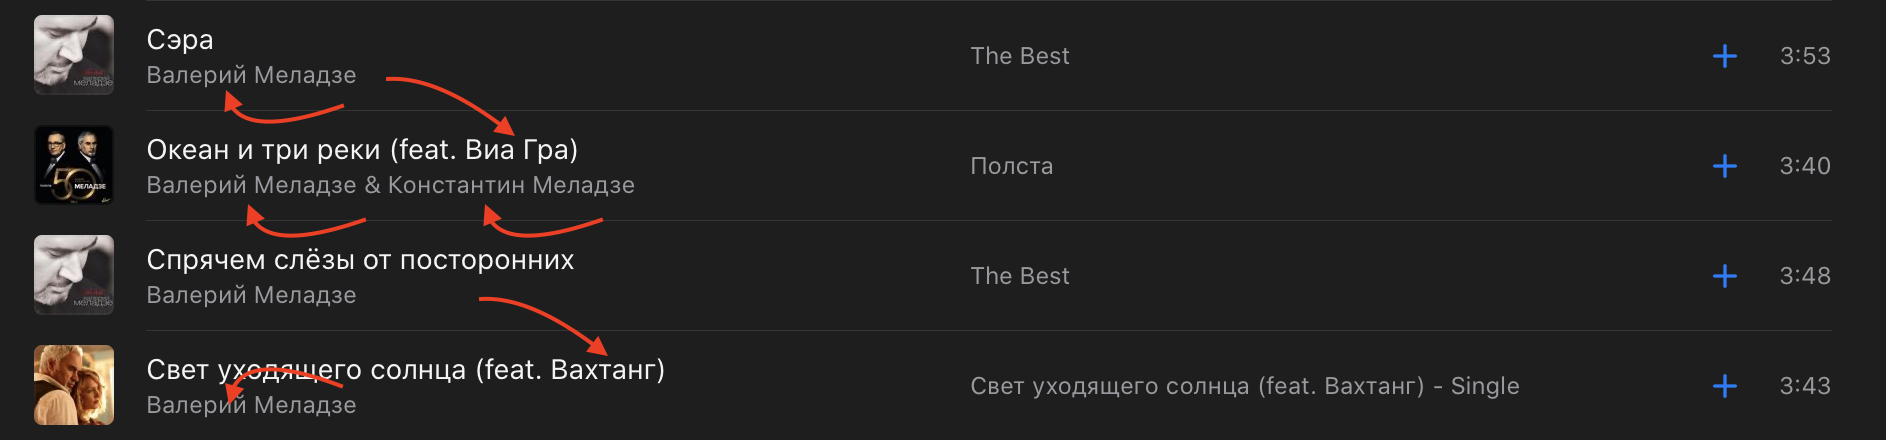 Сэра
Валерий Меладзе
The Best
3:53
Океан и три реки (feat. Виа Гра)
Валерий Меладзе & Константин Меладзе
Полста
3:40
Спрячем слёзы от посторонних
Валерий Меладзе
The Best
3:48
Свет уходящего солнца (feat. Вахтанг)
Валерий Меладзе
Свет уходящего солнца (feat. Вахтанг) - Single
3:43